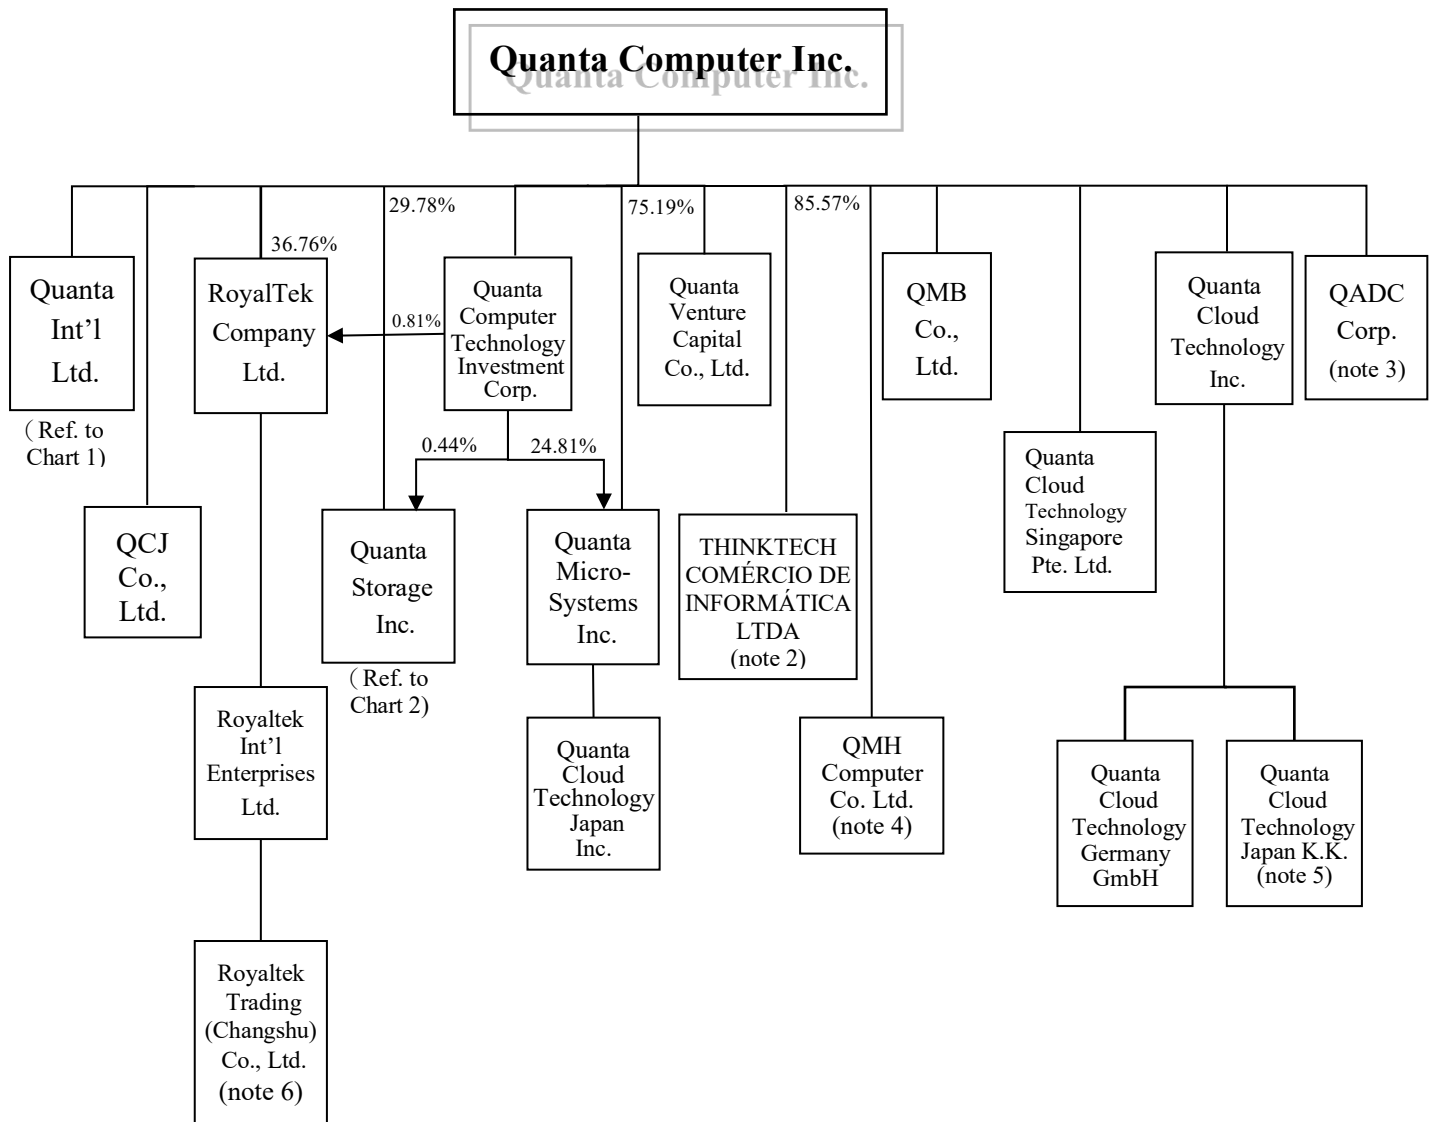 Quanta Computer Inc.
29.78%
75.19%
85.57%
36.76%
Quanta
Int’l
Ltd.
(Ref. to
Chart 1)
RoyalTek
Company
Ltd.
0.81%
Quanta
Computer
Technology
Investment
Corp.
Quanta
Venture
Capital
Co., Ltd.
QMB
Co.,
Ltd.
Quanta
Cloud
Technology
Inc.
QADC
Corp.
(note 3)
0.44%
24.81%
Quanta
Cloud
Technology
Singapore
Pte. Ltd.
QCJ
Co.,
Ltd.
Quanta
Storage
Inc.
(Ref. to
Chart 2)
Quanta
Micro-
Systems
Inc.
THINKTECH
COMÉRCIO DE
INFORMÁTICA
LTDA
(note 2)
Royaltek
Int’l
Enterprises
Ltd.
Quanta
Cloud
Technology
Japan
Inc.
QMH
Computer
Co. Ltd.
(note 4)
Quanta
Cloud
Technology
Germany
GmbH
Quanta
Cloud
Technology
Japan K.K.
(note 5)
Royaltek
Trading
(Changshu)
Co., Ltd.
(note 6)